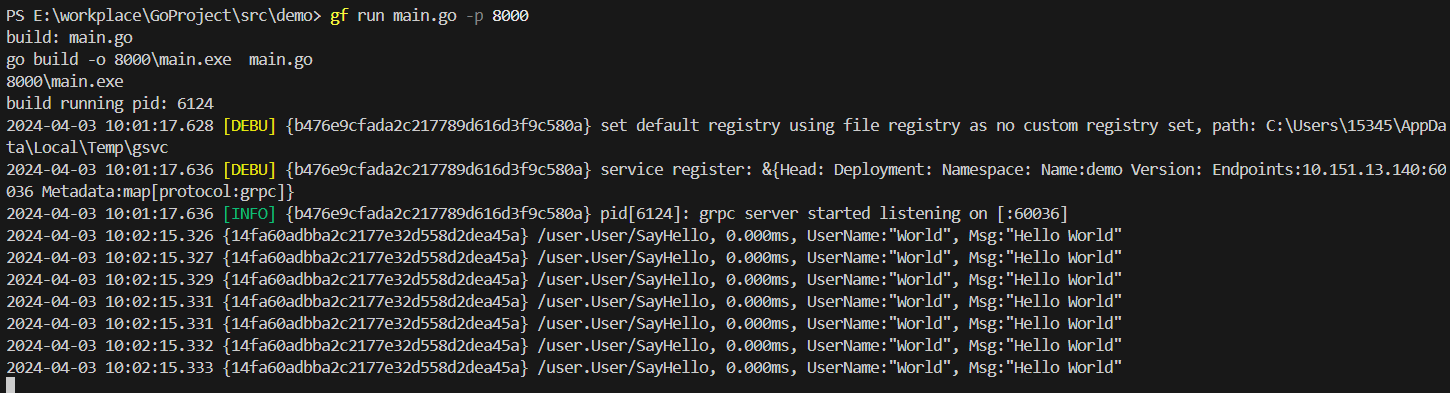 PS E:\workplace\GoProject\src\demo> gf run main.go -p 8000
build: main.go
go build -o 8000\main.exe  main.go
8000\main.exe
build running pid: 6124
2024-04-03 10:01:17.628 [DEBU] {b476e9cfada2c217789d616d3f9c580a} set default registry using file registry as no custom registry set, path: C:\Users\15345\AppDa
ta\Local\Temp\gsvc
2024-04-03 10:01:17.636 [DEBU] {b476e9cfada2c217789d616d3f9c580a} service register: &{Head: Deployment: Namespace: Name:demo Version: Endpoints:10.151.13.140:60
036 Metadata:map[protocol:grpc]}
2024-04-03 10:01:17.636 [INFO] {b476e9cfada2c217789d616d3f9c580a} pid[6124]: grpc server started listening on [:60036]
2024-04-03 10:02:15.326 {14fa60adbba2c2177e32d558d2dea45a} /user.User/SayHello, 0.000ms, UserName:"World", Msg:"Hello World"
2024-04-03 10:02:15.327 {14fa60adbba2c2177e32d558d2dea45a} /user.User/SayHello, 0.000ms, UserName:"World", Msg:"Hello World"
2024-04-03 10:02:15.329 {14fa60adbba2c2177e32d558d2dea45a} /user.User/SayHello, 0.000ms, UserName:"World", Msg:"Hello World"
2024-04-03 10:02:15.331 {14fa60adbba2c2177e32d558d2dea45a} /user.User/SayHello, 0.000ms, UserName:"World", Msg:"Hello World"
2024-04-03 10:02:15.331 {14fa60adbba2c2177e32d558d2dea45a} /user.User/SayHello, 0.000ms, UserName:"World", Msg:"Hello World"
2024-04-03 10:02:15.332 {14fa60adbba2c2177e32d558d2dea45a} /user.User/SayHello, 0.000ms, UserName:"World", Msg:"Hello World"
2024-04-03 10:02:15.333 {14fa60adbba2c2177e32d558d2dea45a} /user.User/SayHello, 0.000ms, UserName:"World", Msg:"Hello World"